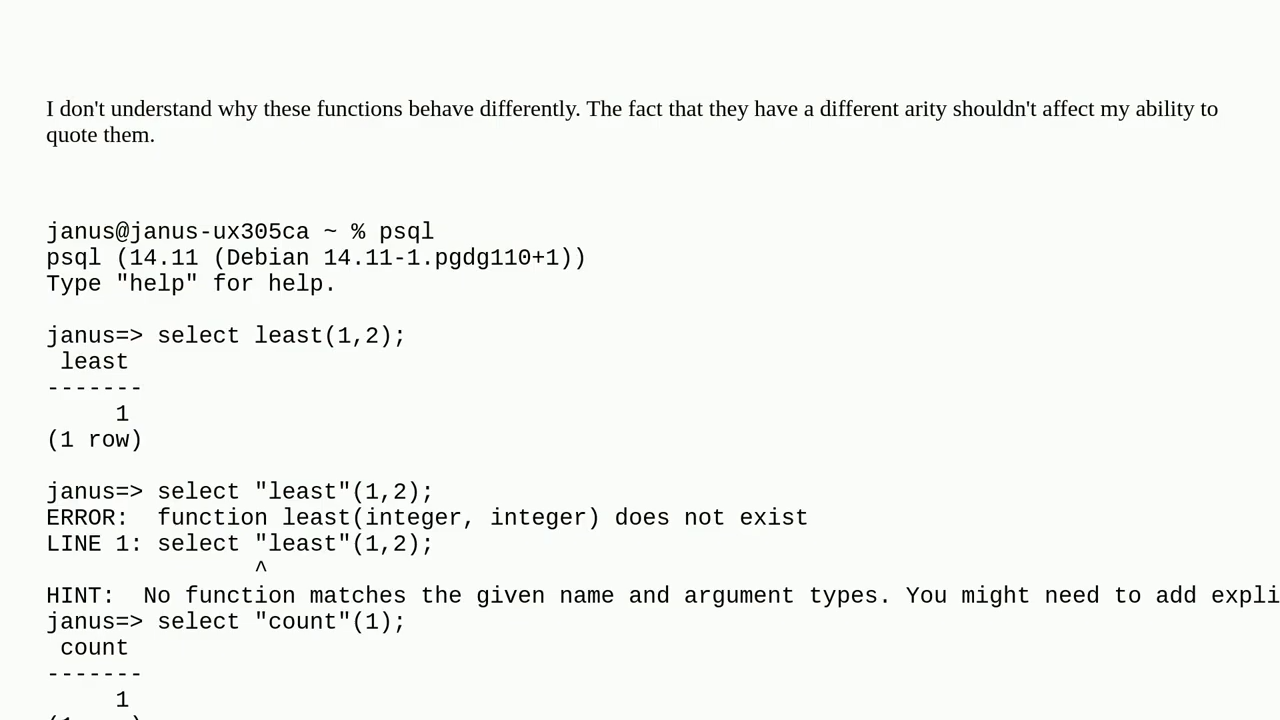 I don't understand why these functions behave differently. The fact that they have a different arity shouldn't affect my ability to
quote them.
janus@janus-ux305ca ~ % psql
psql (14.11 (Debian 14.11-1.pgdg110+1))
Type "help" for help.
janus=> select least(1,2);
least
-------
1
(1 row)
janus=> select "least"(1,2);
ERROR:  function least(integer, integer) does not exist
LINE 1: select "least"(1,2);
^
HINT:  No function matches the given name and argument types. You might need to add expli
janus=> select "count"(1);
count
-------
1